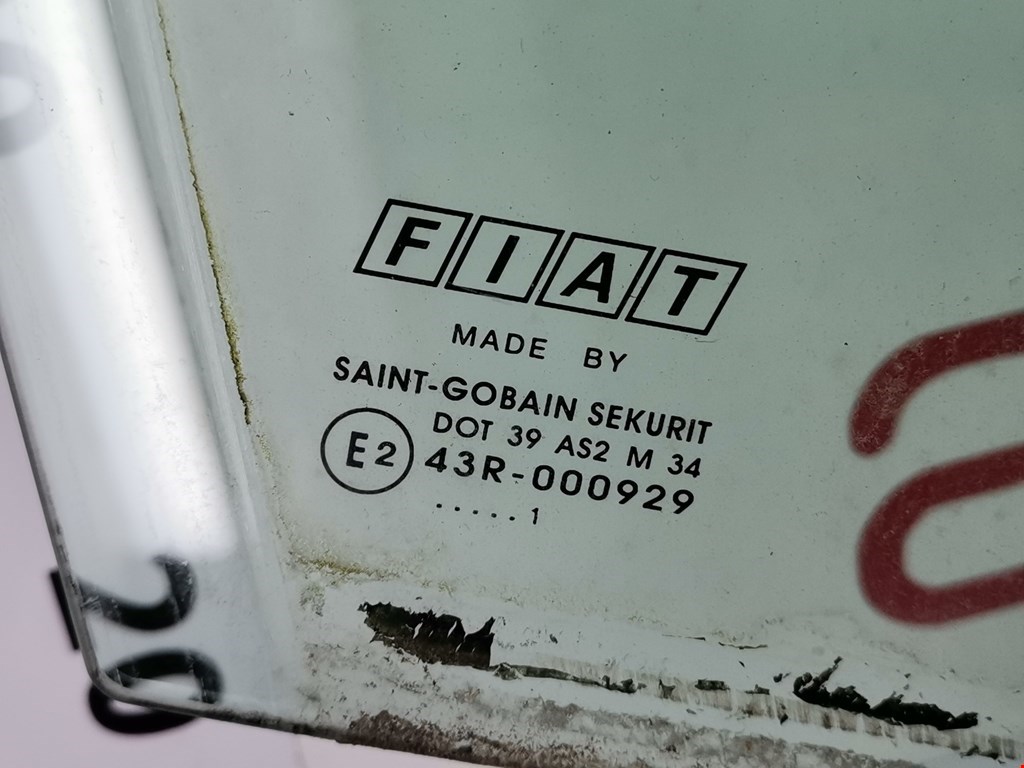 FIAT
MADE BY
SAINT-GOBAIN SEKURIT
DOT 39 AS2 M 34
E2 43R-000929
.....1